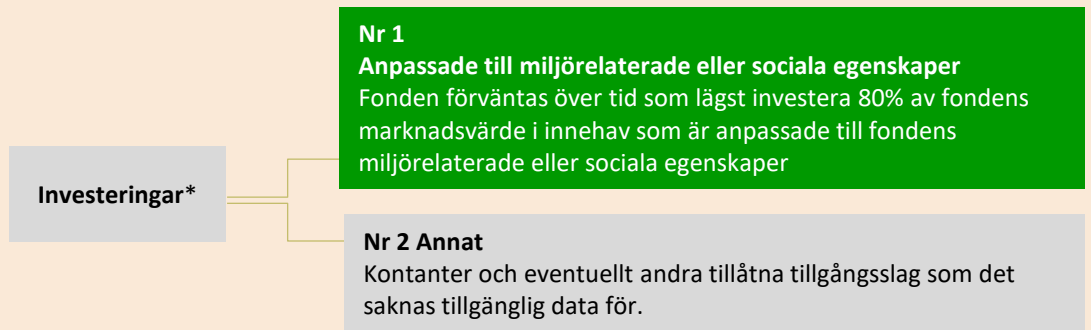 Nr 1
Anpassade till miljörelaterade eller sociala egenskaper
Fonden förväntas över tid som lägst investera 80% av fondens
marknadsvärde i innehav som är anpassade till fondens
miljörelaterade eller sociala egenskaper
Investeringar*
Nr 2 Annat
Kontanter och eventuellt andra tillåtna tillgångsslag som det
saknas tillgänglig data för.